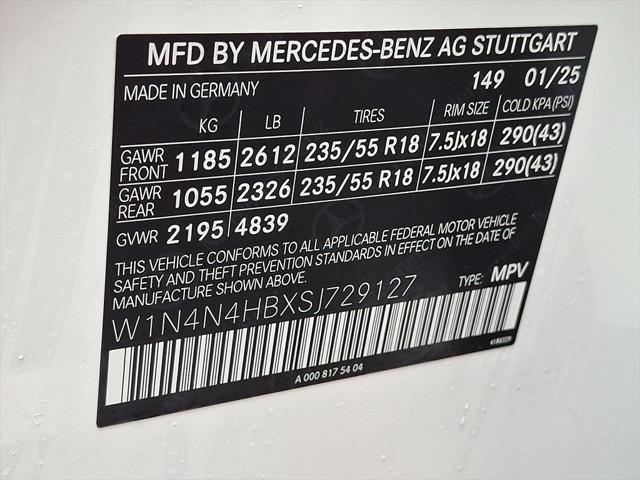 MFD BY MERCEDES-BENZ AG STUTTGART
MADE IN GERMANY 149 01/25
KG LB TIRES RIM SIZE COLD KPA (PSI)
GAWR FRONT 1185 2612 235/55 R18 7.5Jx18 290(43)
GAWR REAR 1055 2326 235/55 R18 7.5Jx18 290(43)
GVWR 2195 4839
THIS VEHICLE CONFORMS TO ALL APPLICABLE FEDERAL MOTOR VEHICLE
SAFETY AND THEFT PREVENTION STANDARDS IN EFFECT ON THE DATE OF
MANUFACTURE SHOWN ABOVE.
TYPE: MPV
W1N4N4HBXSJ729127
A 000 817 54 04